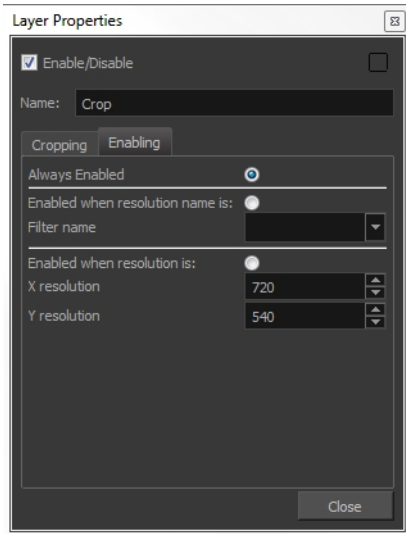 Layer Properties
Enable/Disable
Name: Crop
Cropping Enabling
Always Enabled
Enabled when resolution name is:
Filter name
Enabled when resolution is:
X resolution 720
Y resolution 540
Close